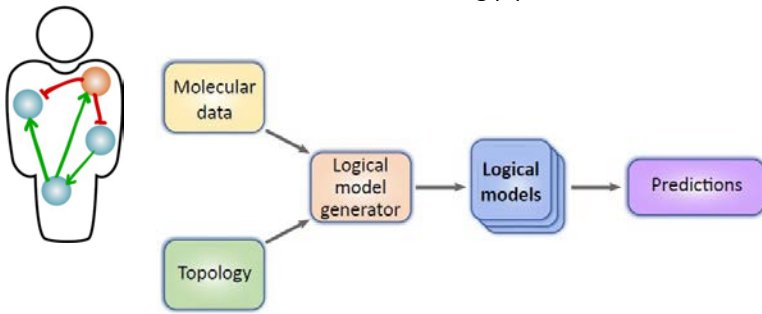 Molecular
data
Logical
model
generator
Logical
models
Predictions
Topology